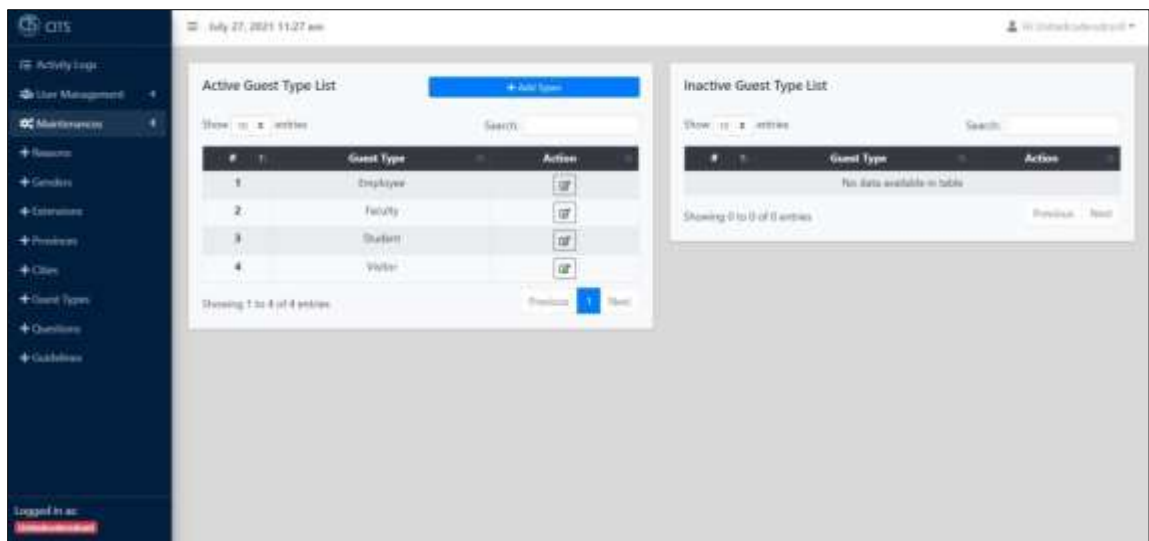 CITS
July 27, 2021 11:27 am
Activity Logs
User Management
Maintenances
Reasons
Genders
Extensions
Provinces
Cities
Guest Types
Questions
Guidelines
Logged in as:
Active Guest Type List
Add Types
Show 10 entries
Search:
# Guest Type Action
1 Employee
2 Faculty
3 Student
4 Visitor
Showing 1 to 4 of 4 entries
Previous 1 Next
Inactive Guest Type List
Show 10 entries
Search:
# Guest Type Action
No data available in table
Showing 0 to 0 of 0 entries
Previous Next